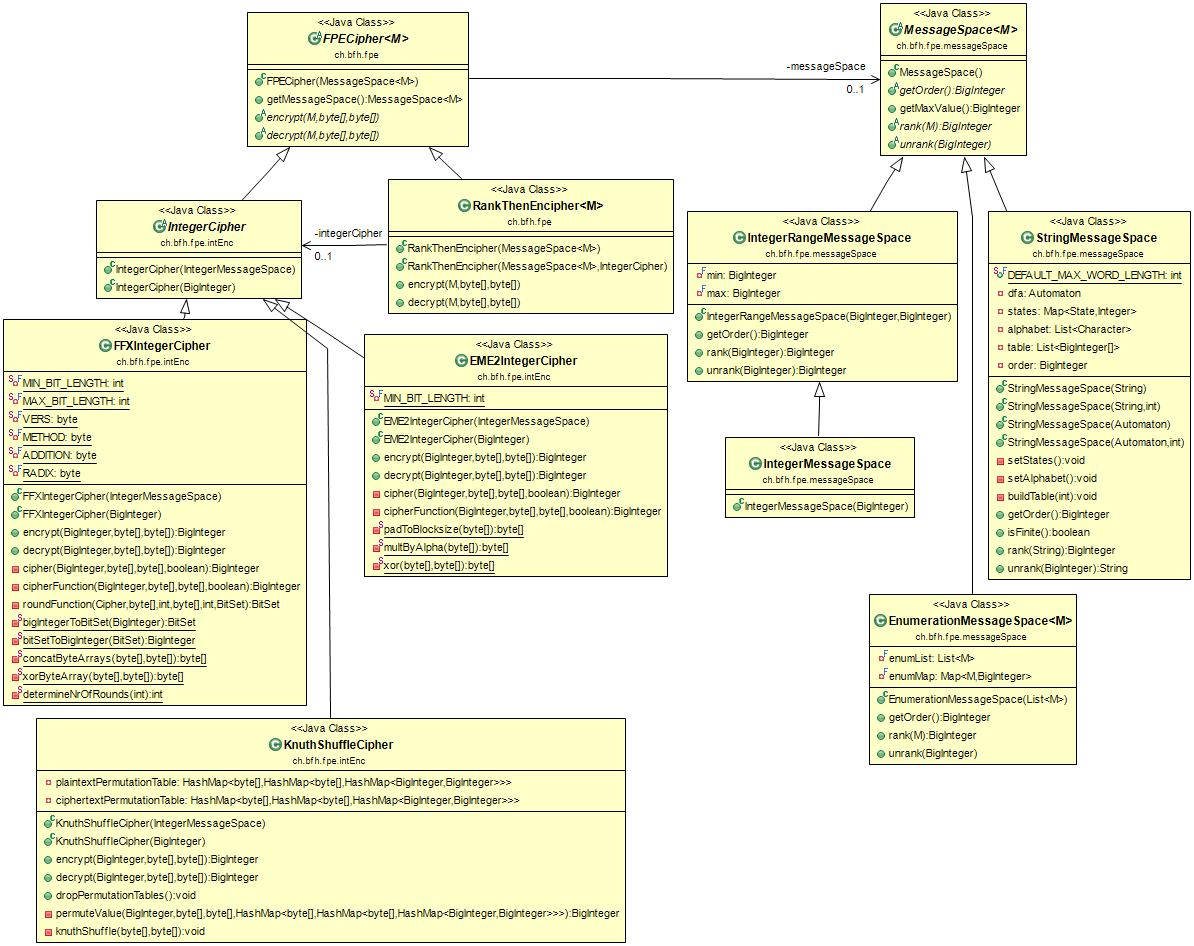 <<Java Class>>
FPECipher<M>
ch.bfh.fpe
FPECipher(MessageSpace<M>)
getMessageSpace():MessageSpace<M>
encrypt(M,byte[],byte[])
decrypt(M,byte[],byte[])
-messageSpace
0..1
<<Java Class>>
MessageSpace<M>
ch.bfh.fpe.messageSpace
MessageSpace()
getOrder():BigInteger
getMaxValue():BigInteger
rank(M):BigInteger
unrank(BigInteger)
<<Java Class>>
IntegerCipher
ch.bfh.fpe.intEnc
IntegerCipher(IntegerMessageSpace)
IntegerCipher(BigInteger)
-integerCipher
0..1
<<Java Class>>
RankThenEncipher<M>
ch.bfh.fpe
RankThenEncipher(MessageSpace<M>)
RankThenEncipher(MessageSpace<M>,IntegerCipher)
encrypt(M,byte[],byte[])
decrypt(M,byte[],byte[])
<<Java Class>>
IntegerRangeMessageSpace
ch.bfh.fpe.messageSpace
min: BigInteger
max: BigInteger
IntegerRangeMessageSpace(BigInteger,BigInteger)
getOrder():BigInteger
rank(BigInteger):BigInteger
unrank(BigInteger):BigInteger
<<Java Class>>
StringMessageSpace
ch.bfh.fpe.messageSpace
DEFAULT_MAX_WORD_LENGTH: int
dfa: Automaton
states: Map<State,Integer>
alphabet: List<Character>
table: List<BigInteger[]>
order: BigInteger
StringMessageSpace(String)
StringMessageSpace(String,int)
StringMessageSpace(Automaton)
StringMessageSpace(Automaton,int)
setStates():void
setAlphabet():void
buildTable(int):void
getOrder():BigInteger
isFinite():boolean
rank(String):BigInteger
unrank(BigInteger):String
<<Java Class>>
FFXIntegerCipher
ch.bfh.fpe.intEnc
MIN_BIT_LENGTH: int
MAX_BIT_LENGTH: int
VERS: byte
METHOD: byte
ADDITION: byte
RADIX: byte
FFXIntegerCipher(IntegerMessageSpace)
FFXIntegerCipher(BigInteger)
encrypt(BigInteger,byte[],byte[]):BigInteger
decrypt(BigInteger,byte[],byte[]):BigInteger
cipher(BigInteger,byte[],byte[],boolean):BigInteger
cipherFunction(BigInteger,byte[],byte[],boolean):BigInteger
roundFunction(Cipher,byte[],int,byte[],int,BitSet):BitSet
bigIntegerToBitSet(BigInteger):BitSet
bitSetToBigInteger(BitSet):BigInteger
concatByteArrays(byte[],byte[]):byte[]
xorByteArray(byte[],byte[]):byte[]
determineNrOfRounds(int):int
<<Java Class>>
EME2IntegerCipher
ch.bfh.fpe.intEnc
MIN_BIT_LENGTH: int
EME2IntegerCipher(IntegerMessageSpace)
EME2IntegerCipher(BigInteger)
encrypt(BigInteger,byte[],byte[]):BigInteger
decrypt(BigInteger,byte[],byte[]):BigInteger
cipher(BigInteger,byte[],byte[],boolean):BigInteger
cipherFunction(BigInteger,byte[],byte[],boolean):BigInteger
padToBlocksize(byte[]):byte[]
multByAlpha(byte[]):byte[]
xor(byte[],byte[]):byte[]
<<Java Class>>
IntegerMessageSpace
ch.bfh.fpe.messageSpace
IntegerMessageSpace(BigInteger)
<<Java Class>>
EnumerationMessageSpace<M>
ch.bfh.fpe.messageSpace
enumList: List<M>
enumMap: Map<M,BigInteger>
EnumerationMessageSpace(List<M>)
getOrder():BigInteger
rank(M):BigInteger
unrank(BigInteger)
<<Java Class>>
KnuthShuffleCipher
ch.bfh.fpe.intEnc
plaintextPermutationTable: HashMap<byte[],HashMap<byte[],HashMap<BigInteger,BigInteger>>>
ciphertextPermutationTable: HashMap<byte[],HashMap<byte[],HashMap<BigInteger,BigInteger>>>
KnuthShuffleCipher(IntegerMessageSpace)
KnuthShuffleCipher(BigInteger)
encrypt(BigInteger,byte[],byte[]):BigInteger
decrypt(BigInteger,byte[],byte[]):BigInteger
dropPermutationTables():void
permuteValue(BigInteger,byte[],byte[],HashMap<byte[],HashMap<byte[],HashMap<BigInteger,BigInteger>>>):BigInteger
knuthShuffle(byte[],byte[]):void